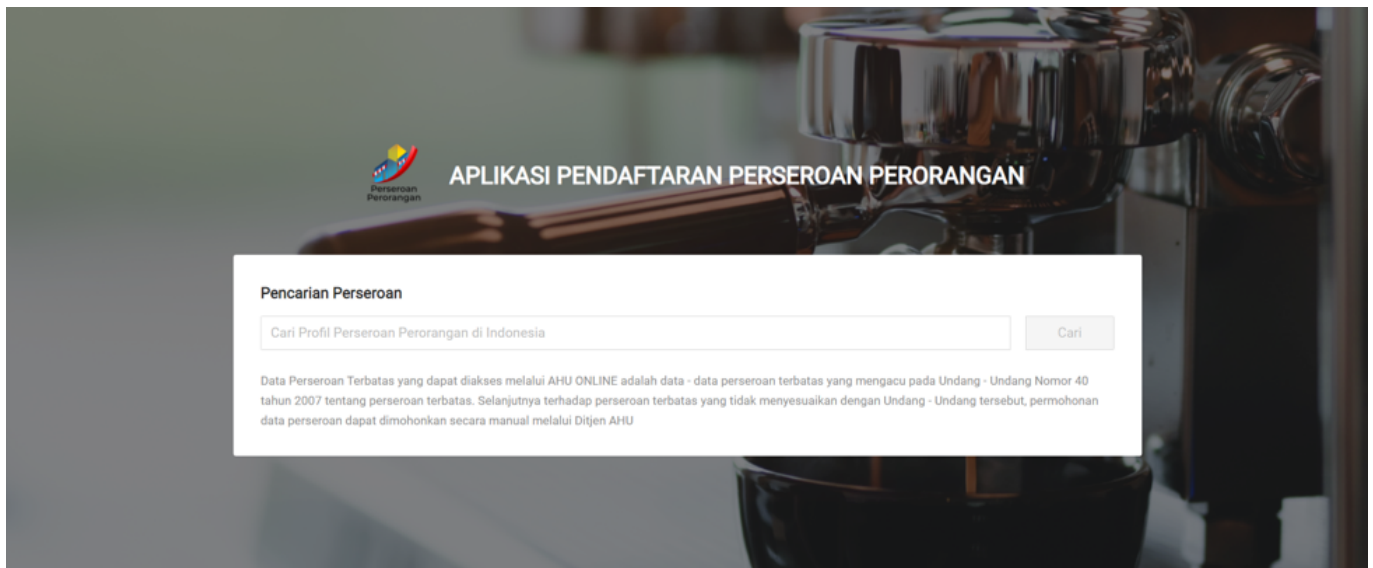 Perseroan
Perorangan
APLIKASI PENDAFTARAN PERSEROAN PERORANGAN
Pencarian Perseroan
Cari Profil Perseroan Perorangan di Indonesia
Cari
Data Perseroan Terbatas yang dapat diakses melalui AHU ONLINE adalah data - data perseroan terbatas yang mengacu pada Undang - Undang Nomor 40
tahun 2007 tentang perseroan terbatas. Selanjutnya terhadap perseroan terbatas yang tidak menyesuaikan dengan Undang - Undang tersebut, permohonan
data perseroan dapat dimohonkan secara manual melalui Ditjen AHU